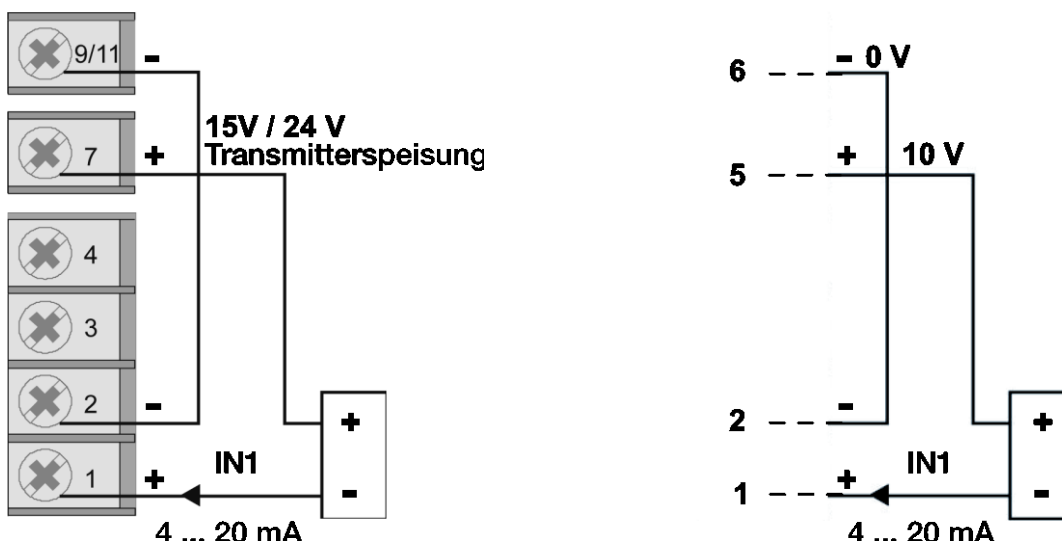 9/11 -
7 +
15V / 24 V
Transmitterspeisung
4
3
2 -
+
1 +
IN1
-
4 ... 20 mA
6 - 0 V
5 +
10 V
2 -
+
1 +
IN1
-
4 ... 20 mA